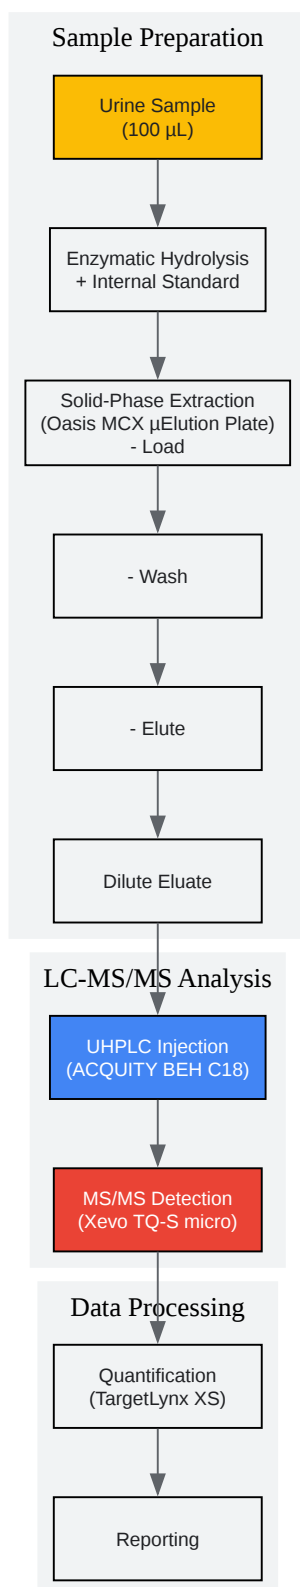 Sample Preparation
Urine Sample
(100 µL)
Enzymatic Hydrolysis
+ Internal Standard
Solid-Phase Extraction
(Oasis MCX µElution Plate)
- Load
- Wash
- Elute
Dilute Eluate
LC-MS/MS Analysis
UHPLC Injection
(ACQUITY BEH C18)
MS/MS Detection
(Xevo TQ-S micro)
Data Processing
Quantification
(TargetLynx XS)
Reporting